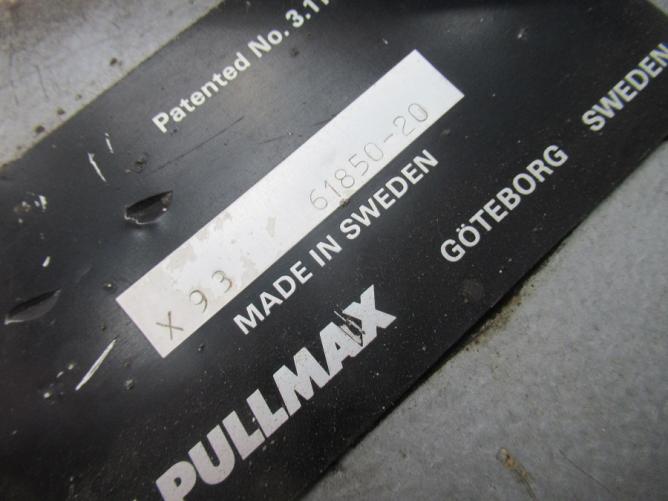 Patented No. 3.1
X 93 61850-20
MADE IN SWEDEN
PULLMAX GÖTEBORG SWEDEN